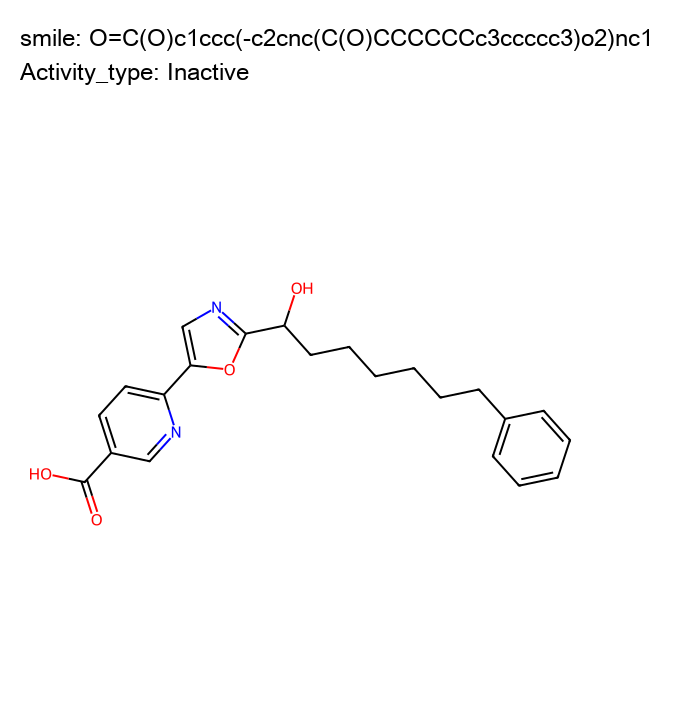 smile: O=C(O)c1ccc(-c2cnc(C(O)CCCCCCc3ccccc3)o2)nc1
Activity_type: Inactive
OH
N
O
N
HO
O